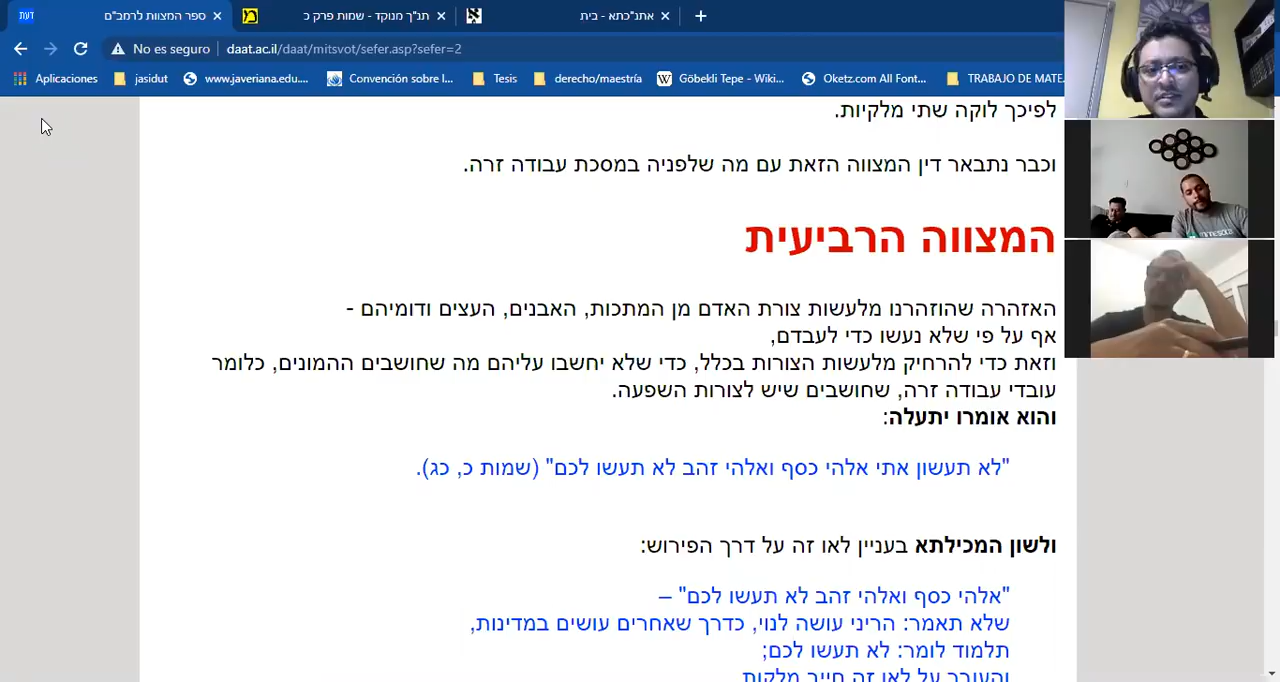 דעת
ספר המצוות לרמב"ם
תנ"ך מנוקד - שמות פרק כ
אתנ"כתא - בית
No es seguro
daat.ac.il/daat/mitsvot/sefer.asp?sefer=2
Aplicaciones
jasidut
www.javeriana.edu....
Convención sobre l...
Tesis
derecho/maestría
Göbekli Tepe - Wiki...
Oketz.com All Font...
TRABAJO DE MATE
לפיכך לוקה שתי מלקיות.
וכבר נתבאר דין המצווה הזאת עם מה שלפניה במסכת עבודה זרה.
המצווה הרביעית
האזהרה שהוזהרנו מלעשות צורת האדם מן המתכות, האבנים, העצים ודומיהם -
אף על פי שלא נעשו כדי לעבדם,
וזאת כדי להרחיק מלעשות הצורות בכלל, כדי שלא יחשבו עליהם מה שחושבים ההמונים, כלומר
עובדי עבודה זרה, שחושבים שיש לצורות השפעה.
והוא אומרו יתעלה:
"לא תעשון אתי אלהי כסף ואלהי זהב לא תעשו לכם" (שמות כ, כג).
ולשון המכילתא בעניין לאו זה על דרך הפירוש:
"אלהי כסף ואלהי זהב לא תעשו לכם" –
שלא תאמר: הריני עושה לנוי, כדרך שאחרים עושים במדינות,
תלמוד לומר: לא תעשו לכם;
והעובר על לאו זה חייב מלקות